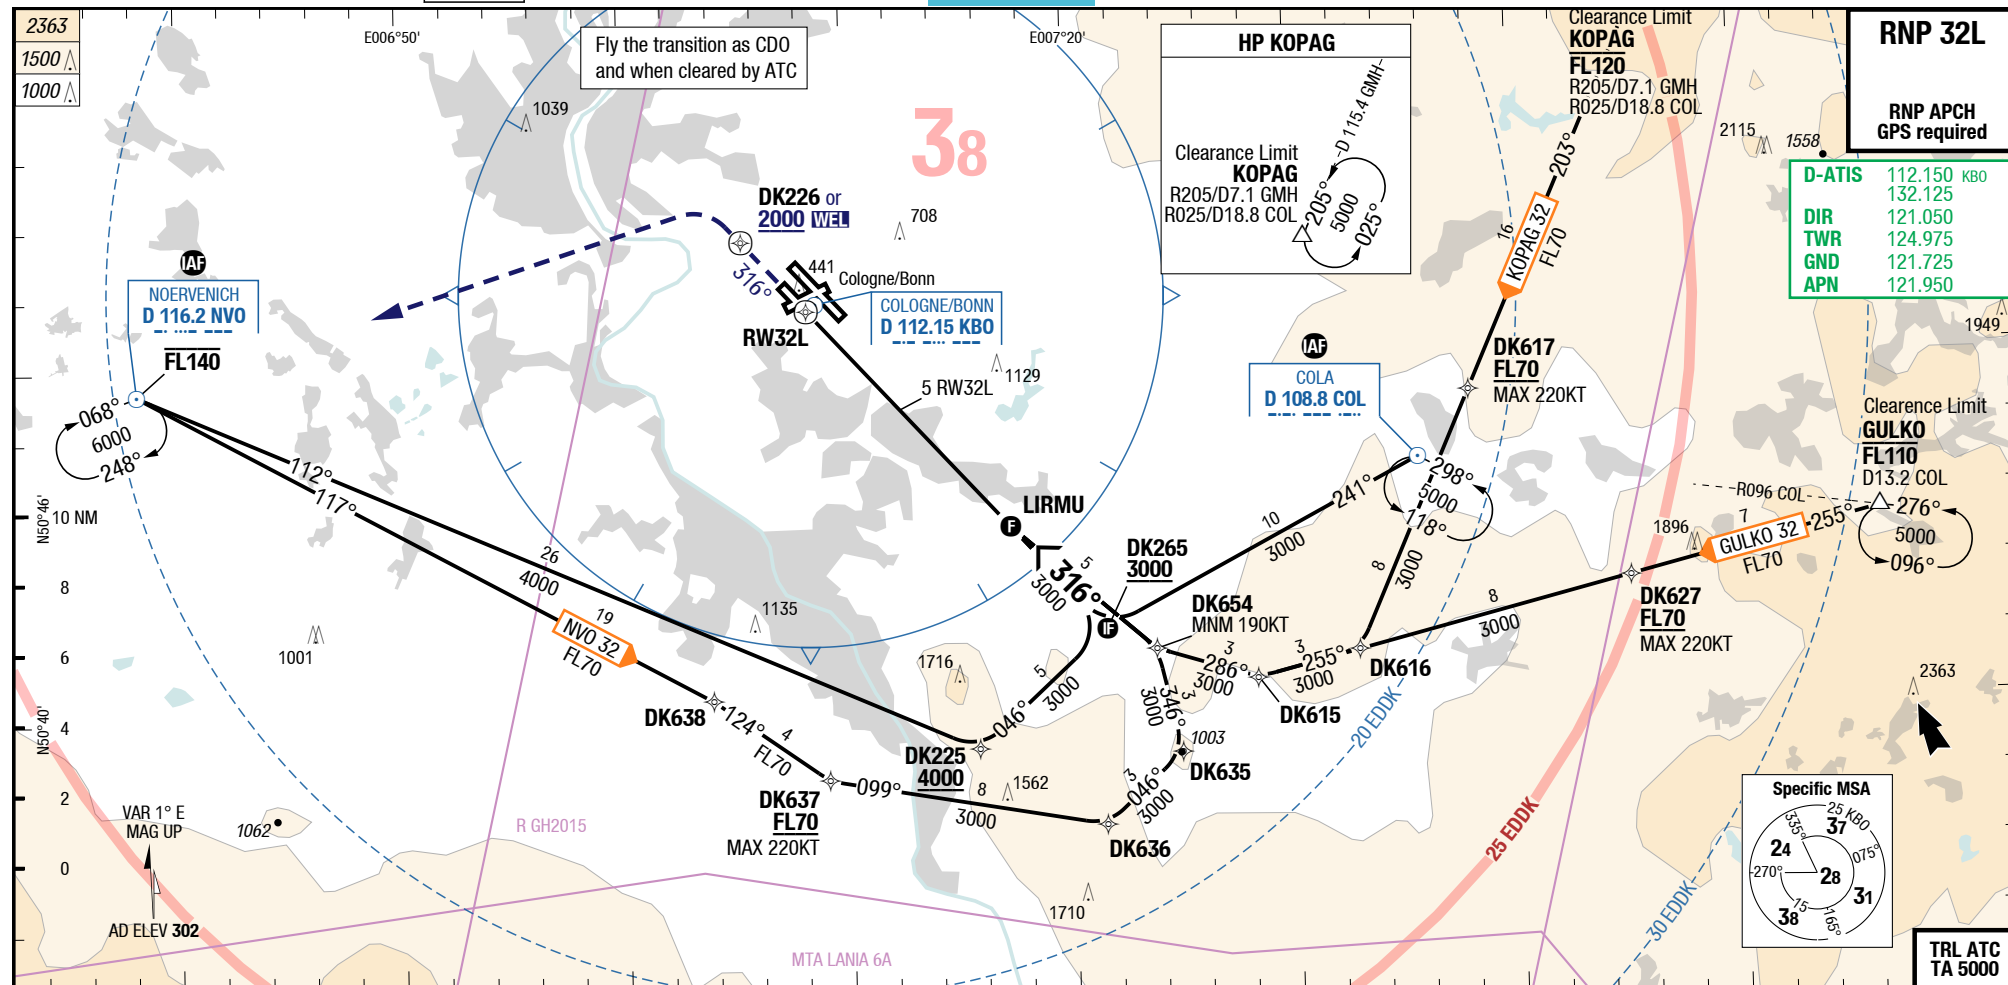 2363
1500
1000
E006°50'
Fly the transition as CDO
and when cleared by ATC
E007°20'
1039
38
HP KOPAG
D 115.4 GMH
Clearance Limit
KOPAG
R205/D7.1 GMH
R025/D18.8 COL
205°
5000
025°
Clearance Limit
KOPAG
FL120
R205/D7.1 GMH
R025/D18.8 COL
203°
16
KOPAG 32
FL70
RNP 32L
RNP APCH
GPS required
2115
1558
D-ATIS 112.150 KBO
132.125
DIR 121.050
TWR 124.975
GND 121.725
APN 121.950
1949
DK226 or
2000 WEL
708
316°
441
Cologne/Bonn
COLOGNE/BONN
D 112.15 KBO
RW32L
1129
5 RW32L
IAF
NOERVENICH
D 116.2 NVO
FL140
068°
6000
248°
112°
117°
IAF
COLA
D 108.8 COL
DK617
FL70
MAX 220KT
298°
5000
118°
241°
10
3000
8
3000
Clearence Limit
GULKO
FL110
D13.2 COL
R096 COL
276°
5000
096°
255°
7
GULKO 32
FL70
1896
N50°46'
10 NM
8
6
4
2
0
N50°40'
26
4000
19
NVO 32
FL70
1001
1135
LIRMU
F
5
316°
3000
DK265
3000
IF
DK654
MNM 190KT
3
286°
3000
3
255°
3000
DK616
8
3000
DK627
FL70
MAX 220KT
DK615
1716
5
3000
046°
346°
3
3000
1003
DK635
DK638
124°
4
FL70
DK637
FL70
MAX 220KT
099°
DK225
4000
8
3000
1562
3
046°
3000
DK636
20 EDDK
25 EDDK
30 EDDK
2363
VAR 1° E
MAG UP
1062
AD ELEV 302
R GH2015
MTA LANIA 6A
1710
Specific MSA
25 KBO
335°
37
075°
24
270°
28
31
15
38
165°
TRL ATC
TA 5000